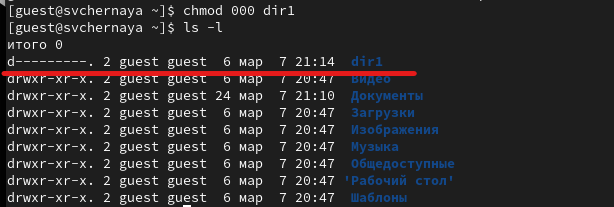 [guest@svchernaya ~]$ chmod 000 dir1
[guest@svchernaya ~]$ ls -l
итого 0
d---------. 2 guest guest  6 мар  7 21:14  dir1
drwxr-xr-x. 2 guest guest  6 мар  7 20:47  Видео
drwxr-xr-x. 2 guest guest 24 мар  7 21:10  Документы
drwxr-xr-x. 2 guest guest  6 мар  7 20:47  Загрузки
drwxr-xr-x. 2 guest guest  6 мар  7 20:47  Изображения
drwxr-xr-x. 2 guest guest  6 мар  7 20:47  Музыка
drwxr-xr-x. 2 guest guest  6 мар  7 20:47  Общедоступные
drwxr-xr-x. 2 guest guest  6 мар  7 20:47 'Рабочий стол'
drwxr-xr-x. 2 guest guest  6 мар  7 20:47  Шаблоны